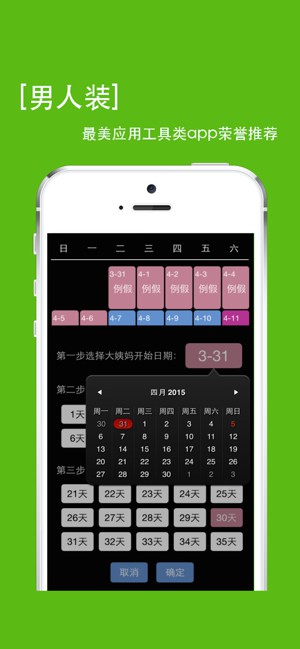 [男人装]
最美应用工具类app荣誉推荐
日 一 二 三 四 五 六
3-31 4-1 4-2 4-3 4-4
例假 例假 例假 例假 例假
4-5 4-6 4-7 4-8 4-9 4-10 4-11
第一步选择大姨妈开始日期: 3-31
第二步
四月 2015
周一 周二 周三 周四 周五 周六 周日
1天
30 31 1 2 3 4 5
6天
6 7 8 9 10 11 12
13 14 15 16 17 18 19
20 21 22 23 24 25 26
第三步
27 28 29 30 1 2 3
21天 22天 23天 24天 25天
26天 27天 28天 29天 30天
31天 32天 33天 34天 35天
取消 确定